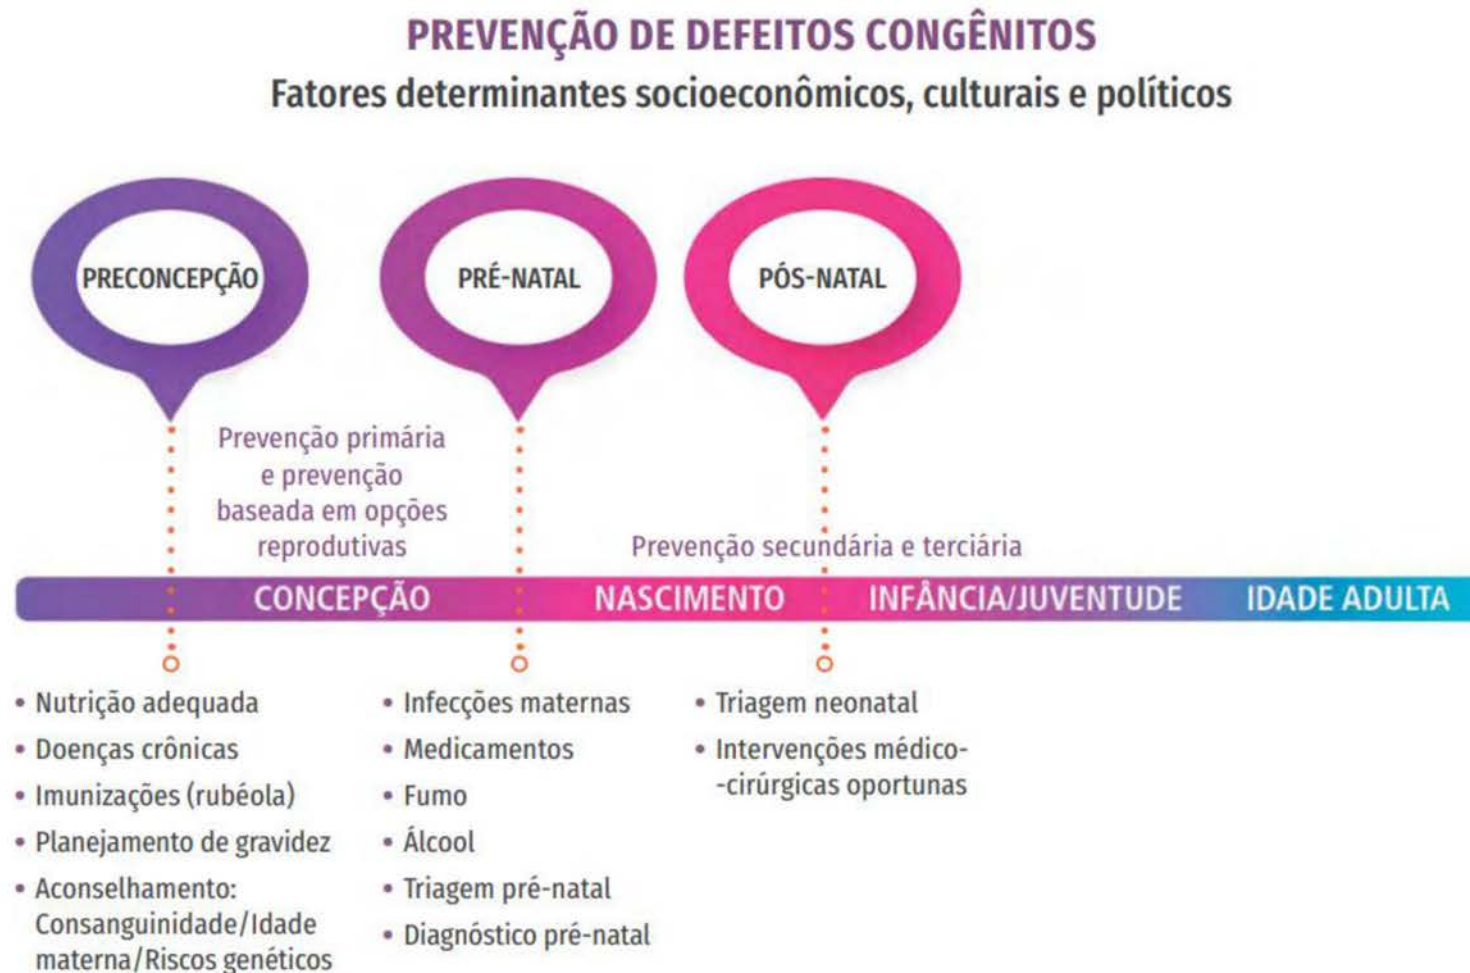 PREVENÇÃO DE DEFEITOS CONGÊNITOS
Fatores determinantes socioeconômicos, culturais e políticos
PRECONCEPÇÃO
PRÉ-NATAL
PÓS-NATAL
Prevenção primária
e prevenção
baseada em opções
reprodutivas
Prevenção secundária e terciária
CONCEPÇÃO
NASCIMENTO
INFÂNCIA/JUVENTUDE
IDADE ADULTA
• Nutrição adequada
• Doenças crônicas
• Imunizações (rubéola)
• Planejamento de gravidez
• Aconselhamento:
Consanguinidade/Idade
materna/Riscos genéticos
• Infecções maternas
• Medicamentos
• Fumo
• Álcool
• Triagem pré-natal
• Diagnóstico pré-natal
• Triagem neonatal
• Intervenções médico-
-cirúrgicas oportunas